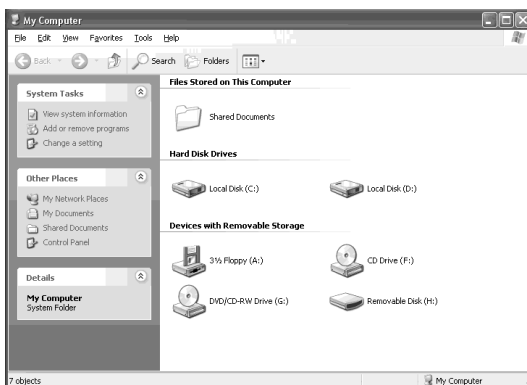 My Computer
File Edit View Favorites Tools Help
Back Search Folders
System Tasks
View system information
Add or remove programs
Change a setting
Other Places
My Network Places
My Documents
Shared Documents
Control Panel
Details
My Computer
System Folder
Files Stored on This Computer
Shared Documents
Hard Disk Drives
Local Disk (C:) Local Disk (D:)
Devices with Removable Storage
3½ Floppy (A:) CD Drive (F:)
DVD/CD-RW Drive (G:) Removable Disk (H:)
7 objects My Computer